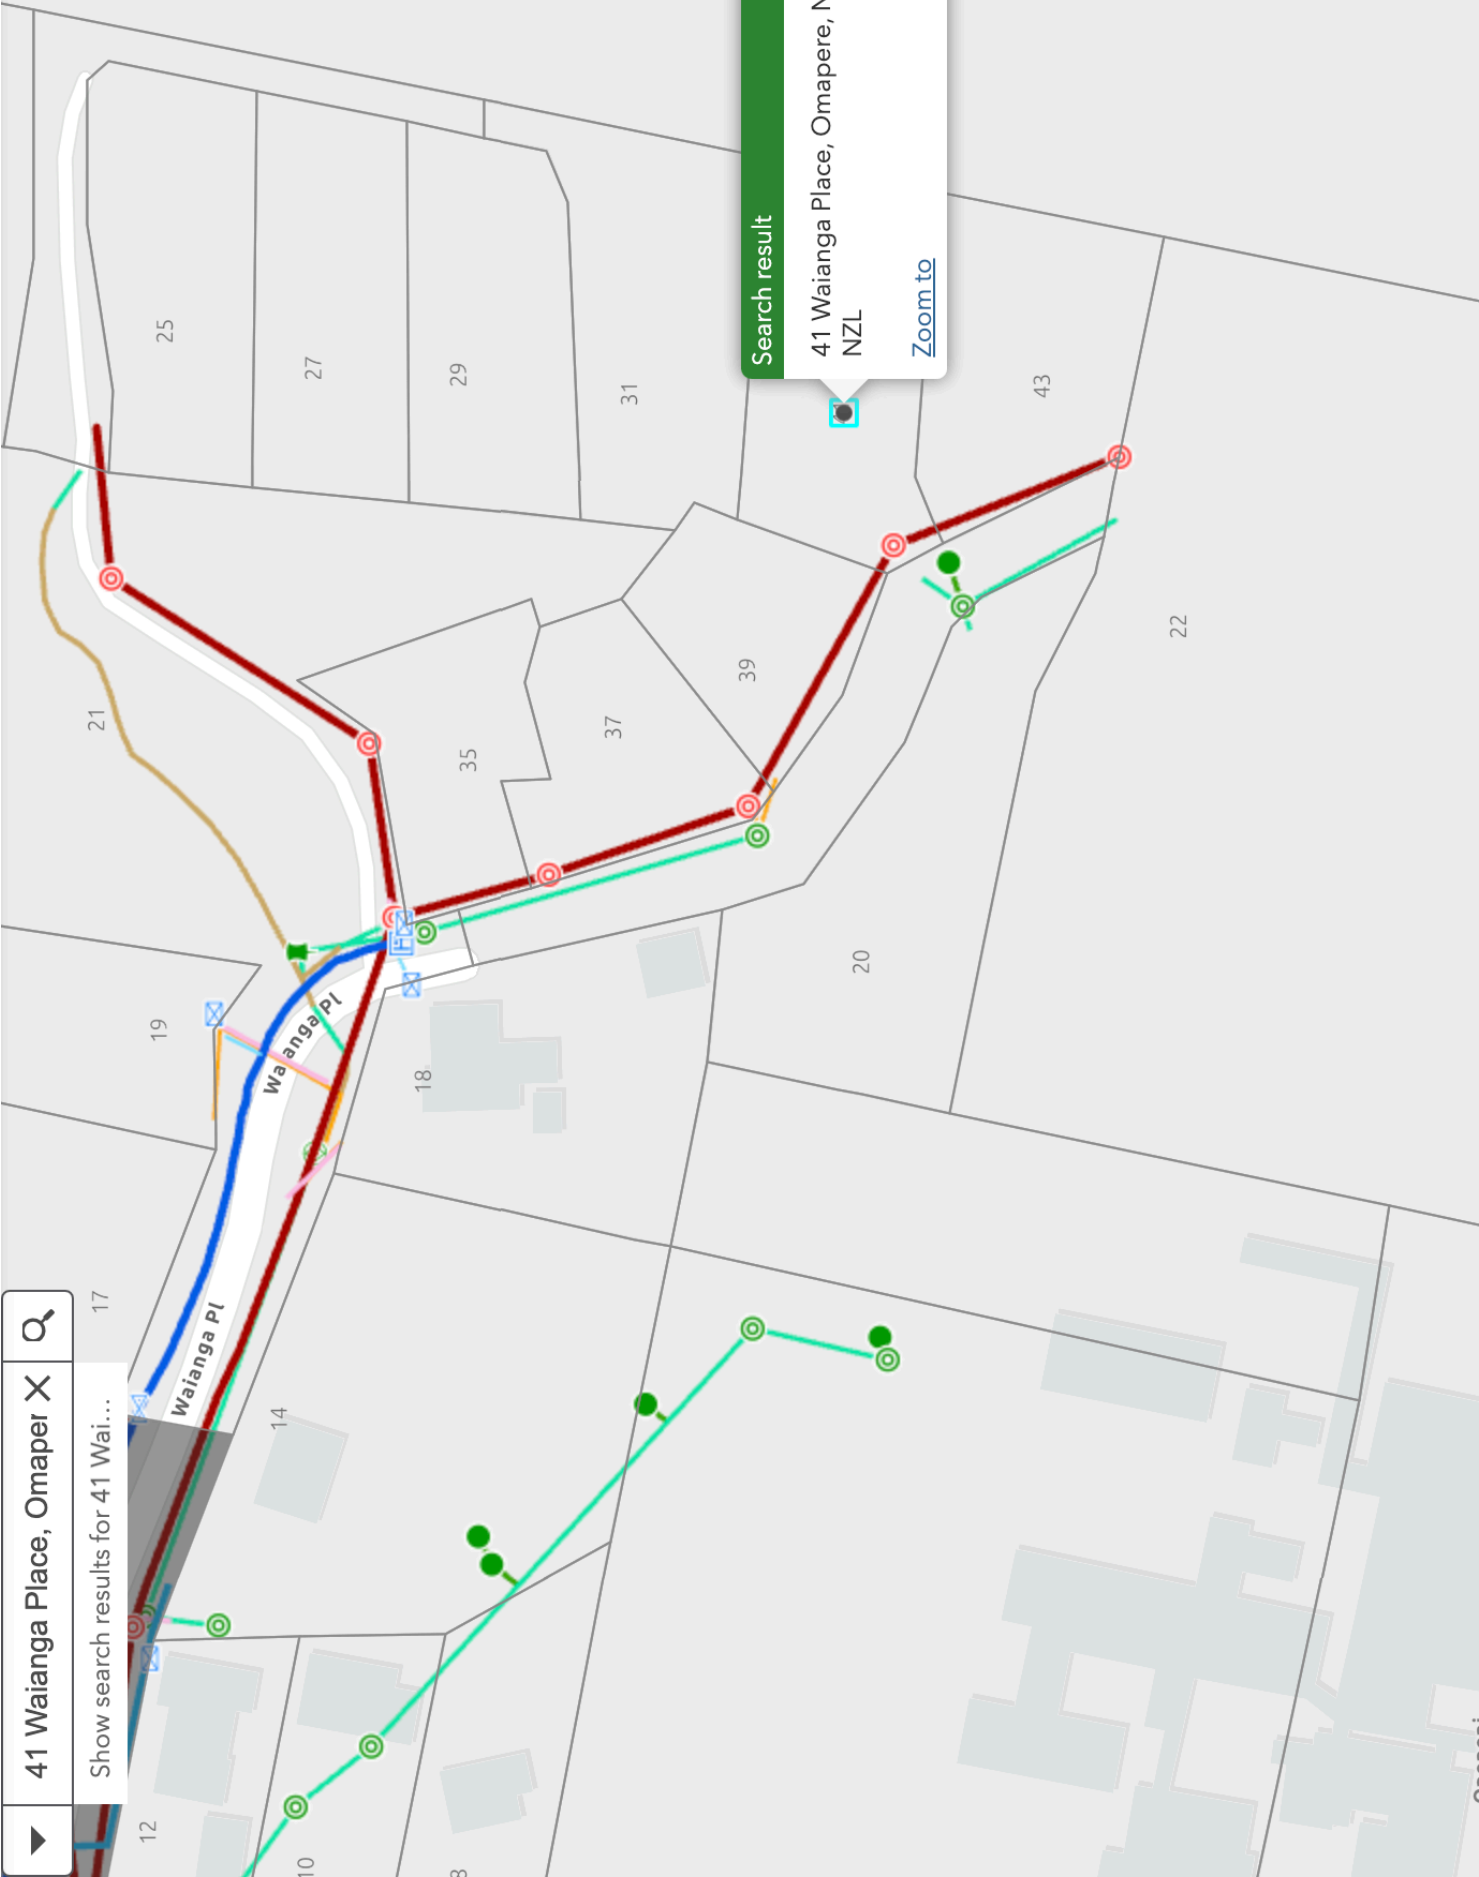 41 Waianga Place, Omaper
Show search results for 41 Wai...
Search result
41 Waianga Place, Omapere,
NZL
Zoom to
25
27
29
31
43
21
35
37
39
22
19
18
20
17
14
12
10
Waianga Pl
Waianga Pl